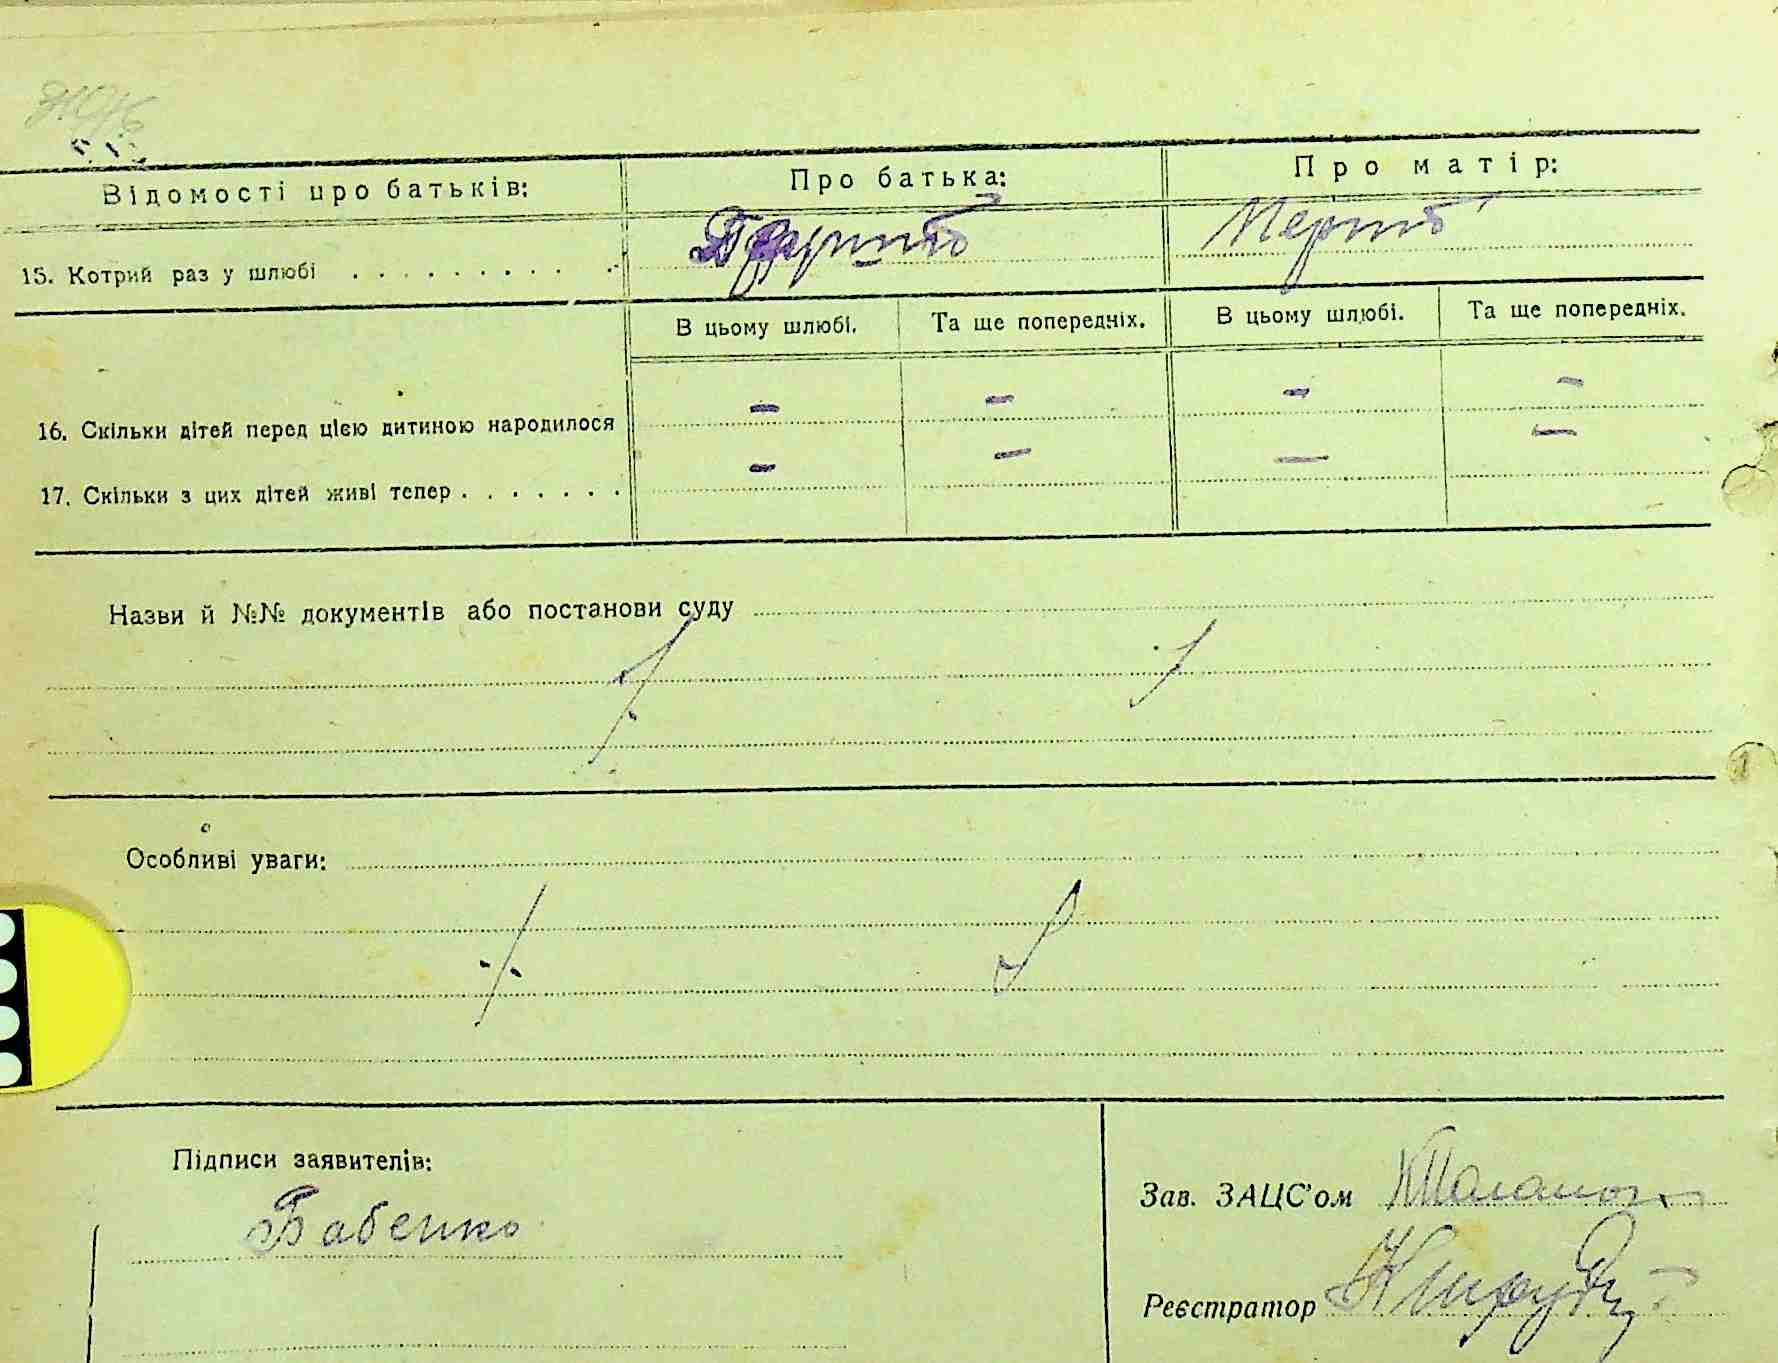 Відомості про батьків: Про батька: Про матір:
15. Котрий раз у шлюбі . . . . . . . . . . Перший Перший
В цьому шлюбі. Та ще попередніх. В цьому шлюбі. Та ще попередніх.
16. Скільки дітей перед цією дитиною народилося — — — —
17. Скільки з цих дітей живі тепер . . . . . . . — — — —
Назви й №№ документів або постанови суду
Особливі уваги:
Підписи заявителів:
Бабенко
Зав. ЗАЦС'ом
Реєстратор